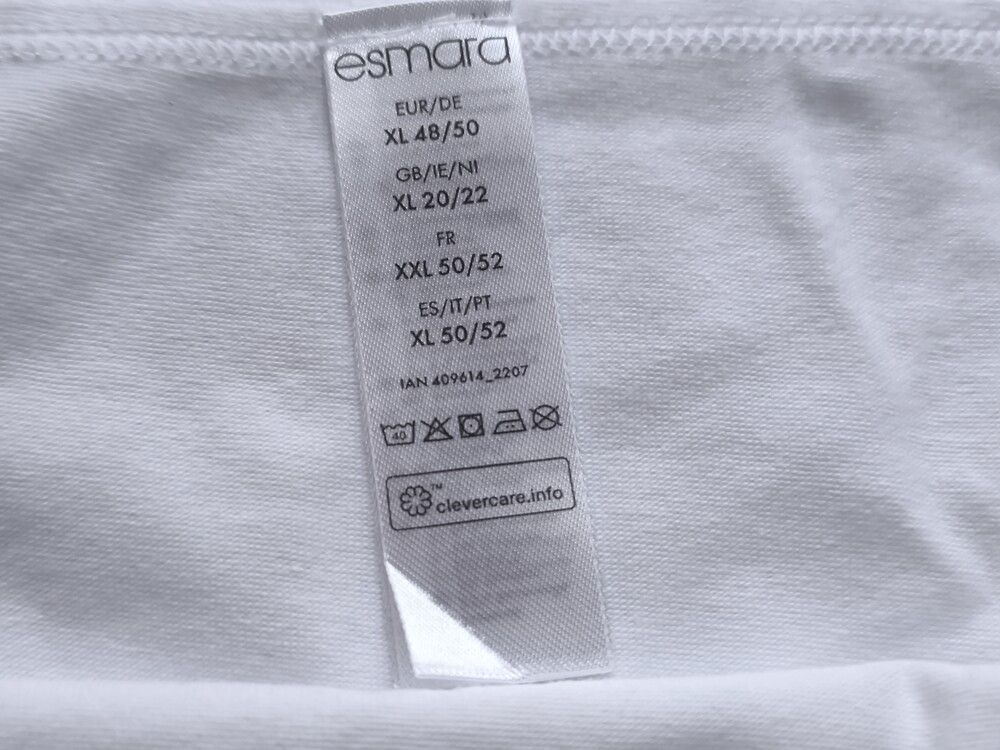 esmara
EUR/DE
XL 48/50
GB/IE/NI
XL 20/22
FR
XXL 50/52
ES/IT/PT
XL 50/52
IAN 409614_2207
40
™ clevercare.info